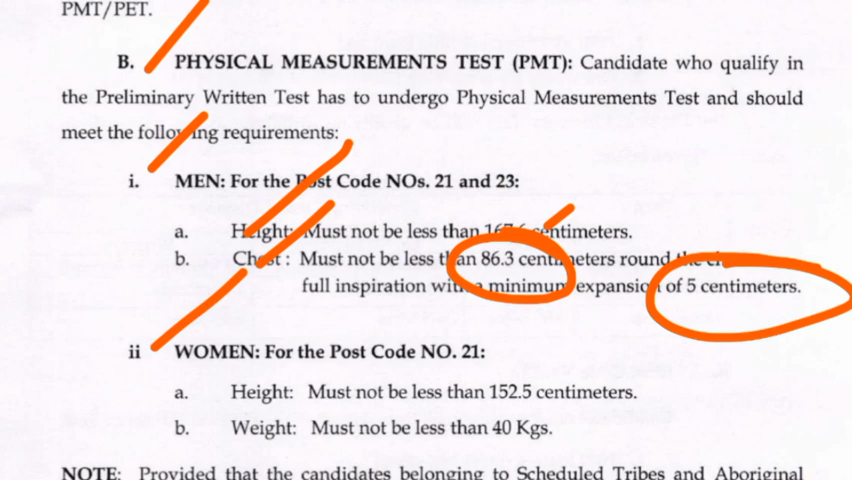 PMT/PET.
B. PHYSICAL MEASUREMENTS TEST (PMT): Candidate who qualify in
the Preliminary Written Test has to undergo Physical Measurements Test and should
meet the following requirements:
i. MEN: For the Post Code NOs. 21 and 23:
a. Height: Must not be less than 167.6 centimeters.
b. Chest : Must not be less than 86.3 centimeters round the
full inspiration with a minimum expansion of 5 centimeters.
ii WOMEN: For the Post Code NO. 21:
a. Height: Must not be less than 152.5 centimeters.
b. Weight: Must not be less than 40 Kgs.
NOTE: Provided that the candidates belonging to Scheduled Tribes and Aboriginal